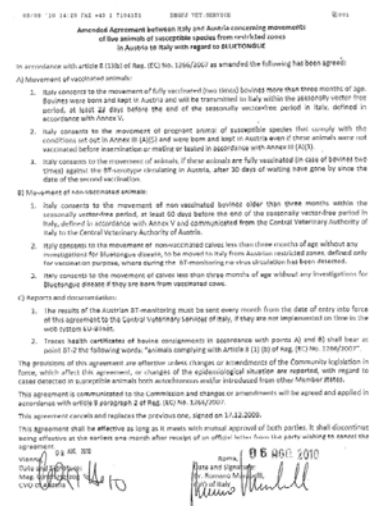 Amended Agreement between Italy and Austria concerning movements
of live animals of susceptible species from restricted zones
in Austria to Italy with regard to BLUETONGUE
In accordance with article 8 (1)(b) of Reg. (EC) No. 1266/2007 as amended the following has been agreed:
A) Movement of vaccinated animals:
1. Italy consents to the movement of fully vaccinated (two times) bovines more than three months of age.
Bovines were born and kept in Austria and will be transmitted to Italy within the seasonally vector free
period, at least days before the end of the seasonally vector-free period in Italy, defined in
accordance with Annex V.
2. Italy consents to the movement of pregnant animal of susceptible species that comply with the
conditions set out in Annex III (A)(5) and were born and kept in Austria even if these animals were not
vaccinated before insemination or mating or tested in accordance with Annex III (A)(5).
3. Italy consents to the movement of animals, if these animals are fully vaccinated (in case of bovines two
times) against the BT-serotype circulating in Austria, after 30 days of waiting have gone by since the
date of the second vaccination.
B) Movement of non-vaccinated animals:
1. Italy consents to the movement of non vaccinated bovines older than three months within the
seasonally vector-free period, at least 60 days before the end of the seasonally vector-free period in
Italy, defined in accordance with Annex V and communicated from the Central Veterinary Authority of
Italy to the Central Veterinary Authority of Austria.
2. Italy consents to the movement of non-vaccinated calves less than three months of age without any
investigations for Bluetongue disease, to be moved to Italy from Austrian restricted zones, defined only
for vaccination purpose, where during the BT-monitoring no virus circulation has been detected.
3. Italy consents to the movement of calves less than three months of age without any investigations for
Bluetongue disease if they are born from vaccinated cows.
C) Reports and documentation:
1. The results of the Austrian BT-monitoring must be sent every month from the date of entry into force
of this agreement to the Central Veterinary Services of Italy, if they are not implemented on time in the
web system EU-BTnet.
2. Traces health certificates of bovine consignments in accordance with points A) and B) shall bear at
point the following words: "animals complying with Article 8 (1) (b) of Reg. (EC) No. 1266/2007".
The provisions of this agreement are effective unless changes or amendments of the Community legislation in
force, which affect this agreement, or changes of the epidemiological situation are reported, with regard to
cases detected in susceptible animals both autochthonous and/or introduced from other Member States.
This agreement is communicated to the Commission and changes or amendments will be agreed and applied in
accordance with article 8 paragraph 2 of Reg. (EC) No. 1266/2007.
This agreement cancels and replaces the previous one, signed on 17.12.2009.
This Agreement shall be effective as long as it meets with mutual approval of both parties. It shall discontinue
being effective at the earliest one month after receipt of an official letter from the party wishing to cancel the
agreement.
Vienna,
Date and Signature:
CVO of Austria
Rome, 06 AGO. 2010
Date and Signature:
Dr. Romano
CVO of Italy